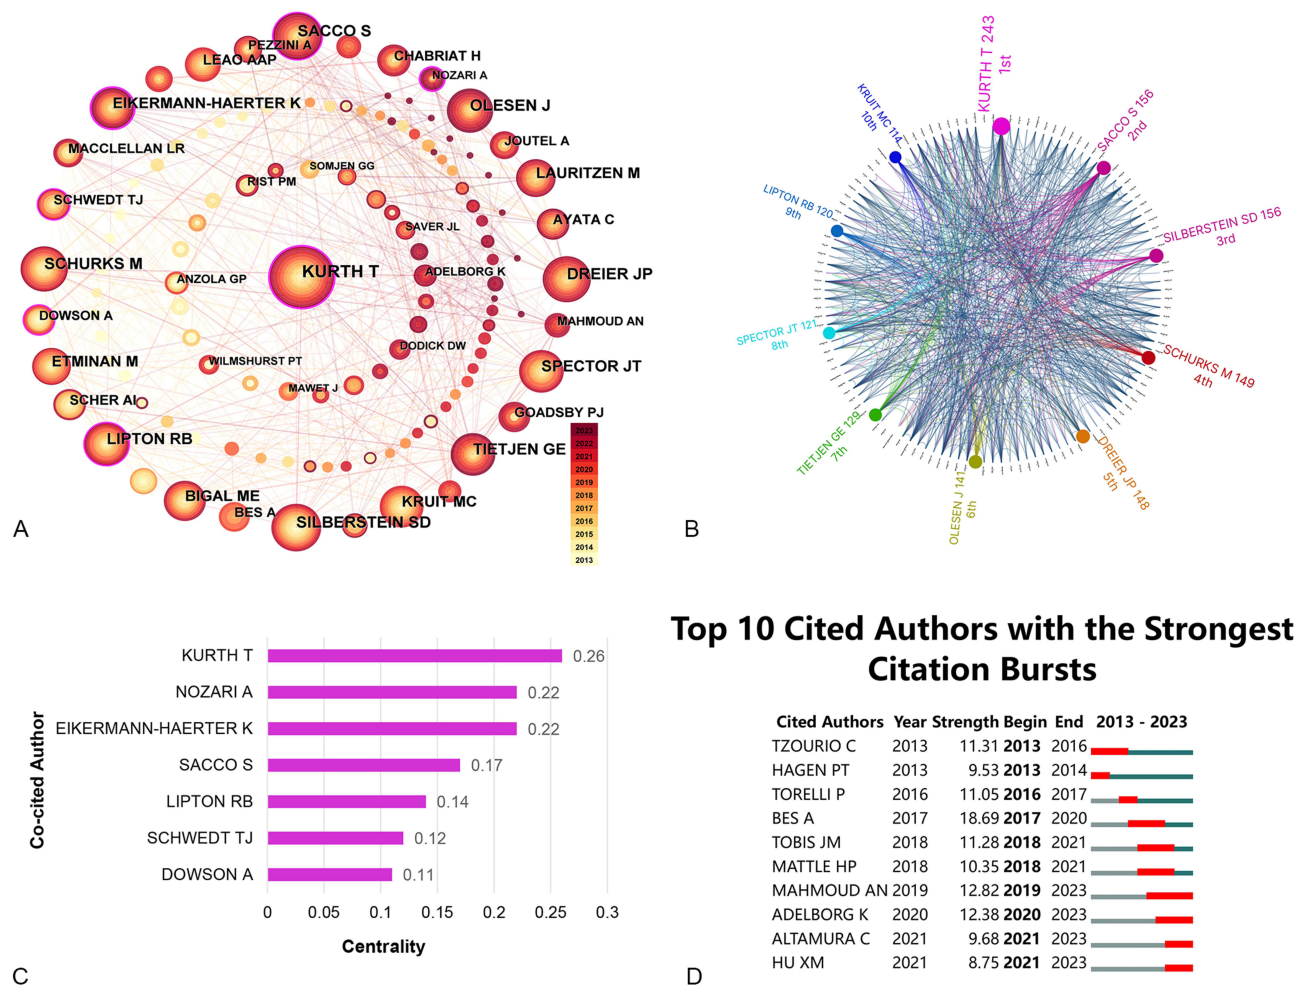 SACCO S
PEZZINI A
LEAO AAP
CHABRIAT H
NOZARI A
EIKERMANN-HAERTER K
OLESEN J
JOUTEL A
MACCLELLAN LR
SOMJEN GG
LAURITZEN M
RIST PM
SCHWEDT TJ
AYATA C
SAVER JL
SCHURKS M
KURTH T
ADELBORG K
DREIER JP
ANZOLA GP
DOWSON A
MAHMOUD AN
DODICK DW
ETMINAN M
WILMSHURST PT
SPECTOR JT
MAWET J
SCHER AI
GOADSBY PJ
LIPTON RB
TIETJEN GE
BIGAL ME
KRUIT MC
BES A
SILBERSTEIN SD
2023
2022
2021
2020
2019
2018
2017
2016
2015
2014
2013
A
KURTH T 243
1st
SACCO S 156
2nd
SILBERSTEIN SD 156
3rd
SCHURKS M 149
4th
DREIER JP 148
5th
OLESEN J 141
6th
TIETJEN GE 129
7th
SPECTOR JT 121
8th
LIPTON RB 120
9th
KRUIT MC 114
10th
B
Co-cited Author
KURTH T 0.26
NOZARI A 0.22
EIKERMANN-HAERTER K 0.22
SACCO S 0.17
LIPTON RB 0.14
SCHWEDT TJ 0.12
DOWSON A 0.11
0 0.05 0.1 0.15 0.2 0.25 0.3
Centrality
C
Top 10 Cited Authors with the Strongest
Citation Bursts
Cited Authors Year Strength Begin End 2013 - 2023
TZOURIO C 2013 11.31 2013 2016
HAGEN PT 2013 9.53 2013 2014
TORELLI P 2016 11.05 2016 2017
BES A 2017 18.69 2017 2020
TOBIS JM 2018 11.28 2018 2021
MATTLE HP 2018 10.35 2018 2021
MAHMOUD AN 2019 12.82 2019 2023
ADELBORG K 2020 12.38 2020 2023
ALTAMURA C 2021 9.68 2021 2023
HU XM 2021 8.75 2021 2023
D